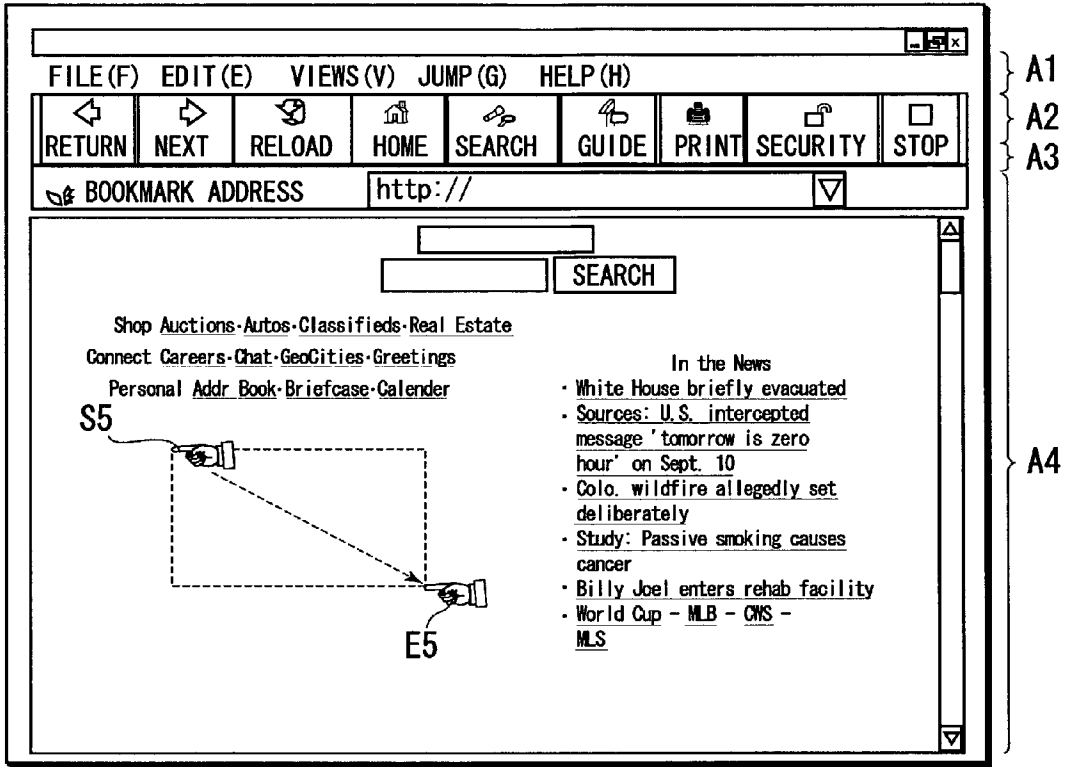 FILE(F) EDIT(E) VIEWS(V) JUMP(G) HELP(H)
A1
RETURN NEXT RELOAD HOME SEARCH GUIDE PRINT SECURITY STOP
A2
A3
BOOKMARK ADDRESS http://
SEARCH
Shop Auctions·Autos·Classifieds·Real Estate
Connect Careers·Chat·GeoCities·Greetings
Personal Addr Book·Briefcase·Calender
In the News
· White House briefly evacuated
· Sources: U.S. intercepted
message 'tomorrow is zero
hour' on Sept. 10
· Colo. wildfire allegedly set
deliberately
· Study: Passive smoking causes
cancer
· Billy Joel enters rehab facility
· World Cup - MLB - CWS -
MLS
S5
E5
A4